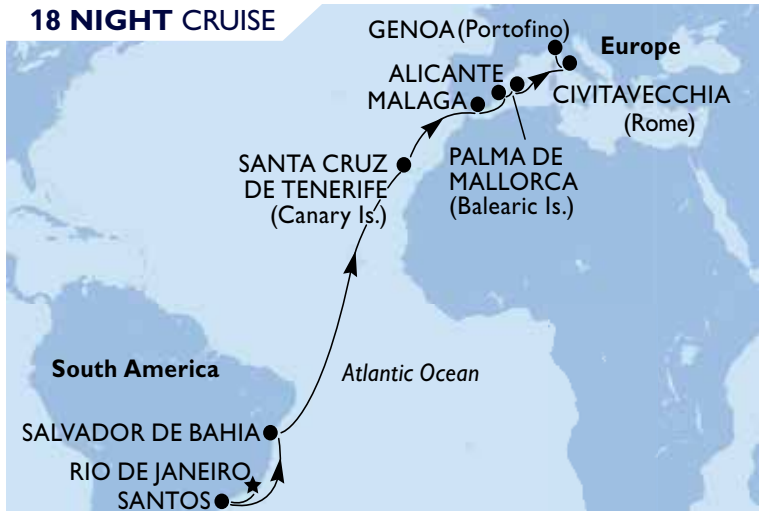 18 NIGHT CRUISE
GENOA (Portofino)
Europe
ALICANTE
MALAGA
CIVITAVECCHIA
(Rome)
PALMA DE
MALLORCA
(Balearic Is.)
SANTA CRUZ
DE TENERIFE
(Canary Is.)
South America
Atlantic Ocean
SALVADOR DE BAHIA
RIO DE JANEIRO
SANTOS